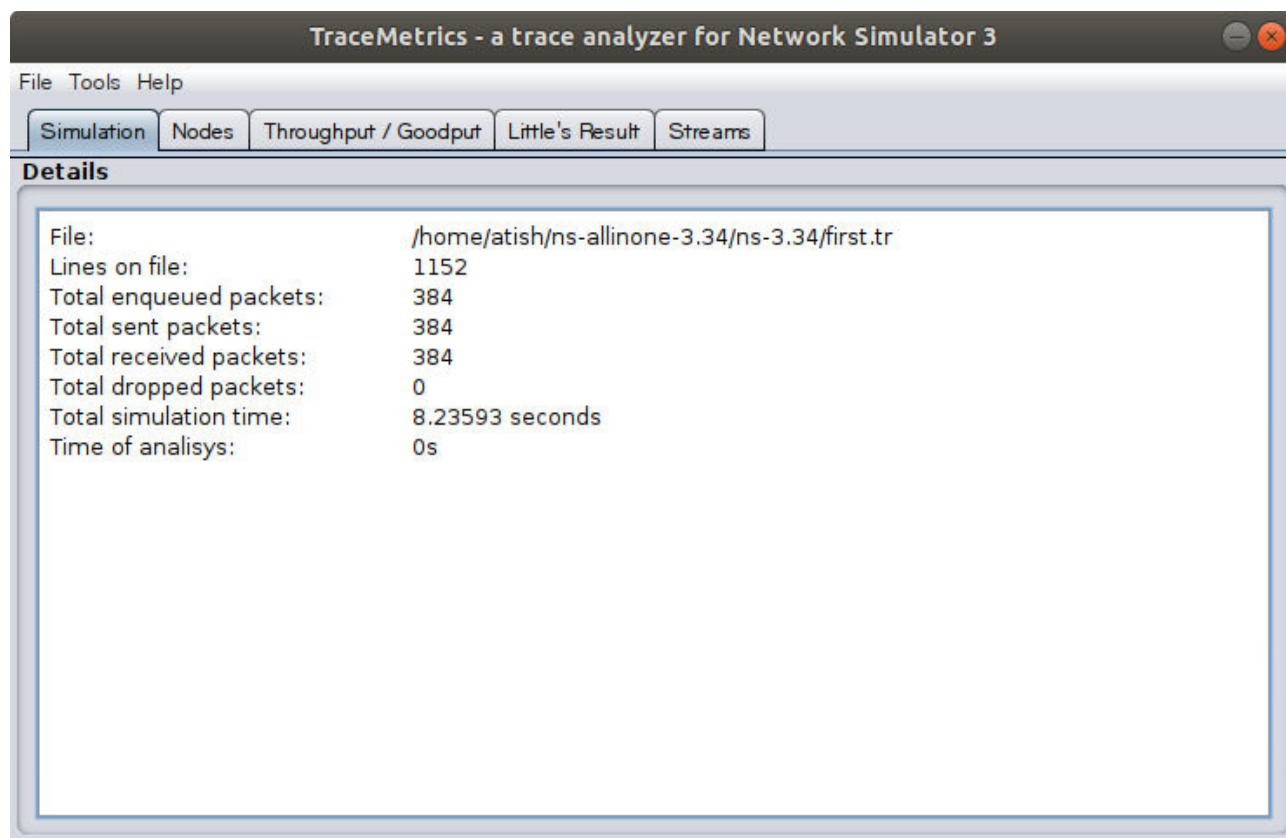 TraceMetrics - a trace analyzer for Network Simulator 3
File Tools Help
Simulation Nodes Throughput / Goodput Little's Result Streams
Details
File: /home/atish/ns-allinone-3.34/ns-3.34/first.tr
Lines on file: 1152
Total enqueued packets: 384
Total sent packets: 384
Total received packets: 384
Total dropped packets: 0
Total simulation time: 8.23593 seconds
Time of analisys: 0s